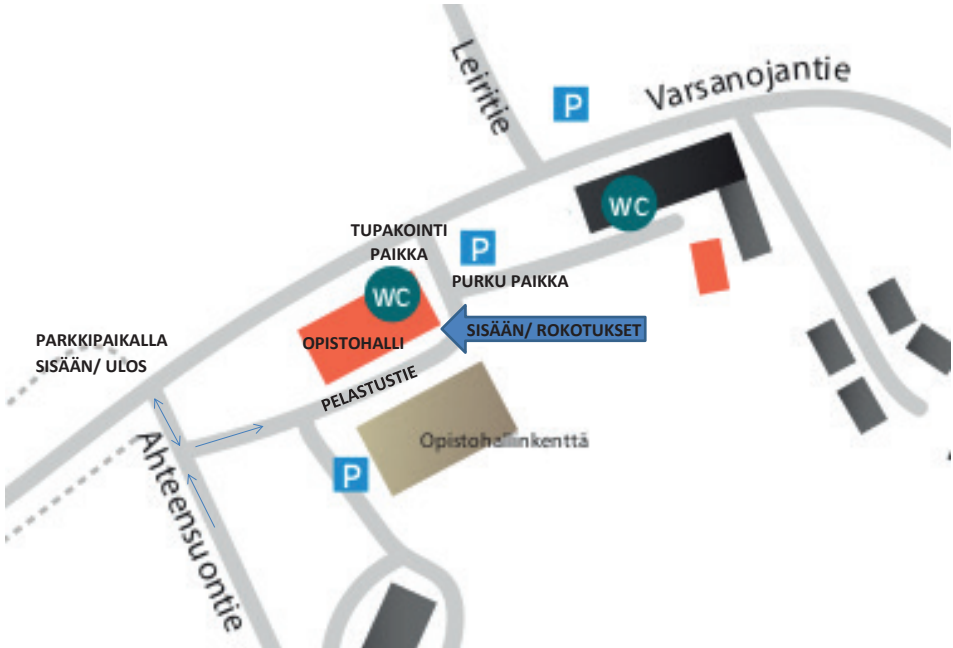 Leiritie
P
Varsanojantie
WC
TUPAKOINTI
PAIKKA
P
WC
PURKU PAIKKA
SISÄÄN/ ROKOTUKSET
OPISTOHALLI
PARKKIPAIKALLA
SISÄÄN/ ULOS
PELASTUSTIE
Opistohallinkenttä
P
Ahteensuontie